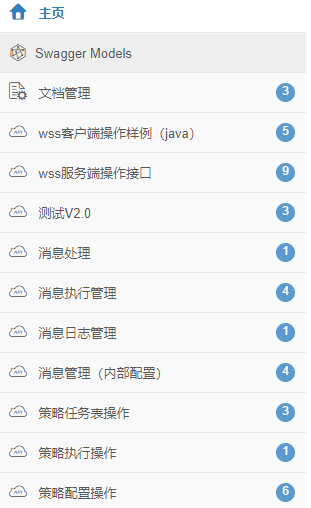 主页
Swagger Models
文档管理 3
wss客户端操作样例（java） 5
wss服务端操作接口 9
测试V2.0 3
消息处理 1
消息执行管理 4
消息日志管理 1
消息管理（内部配置） 4
策略任务表操作 3
策略执行操作 1
策略配置操作 6